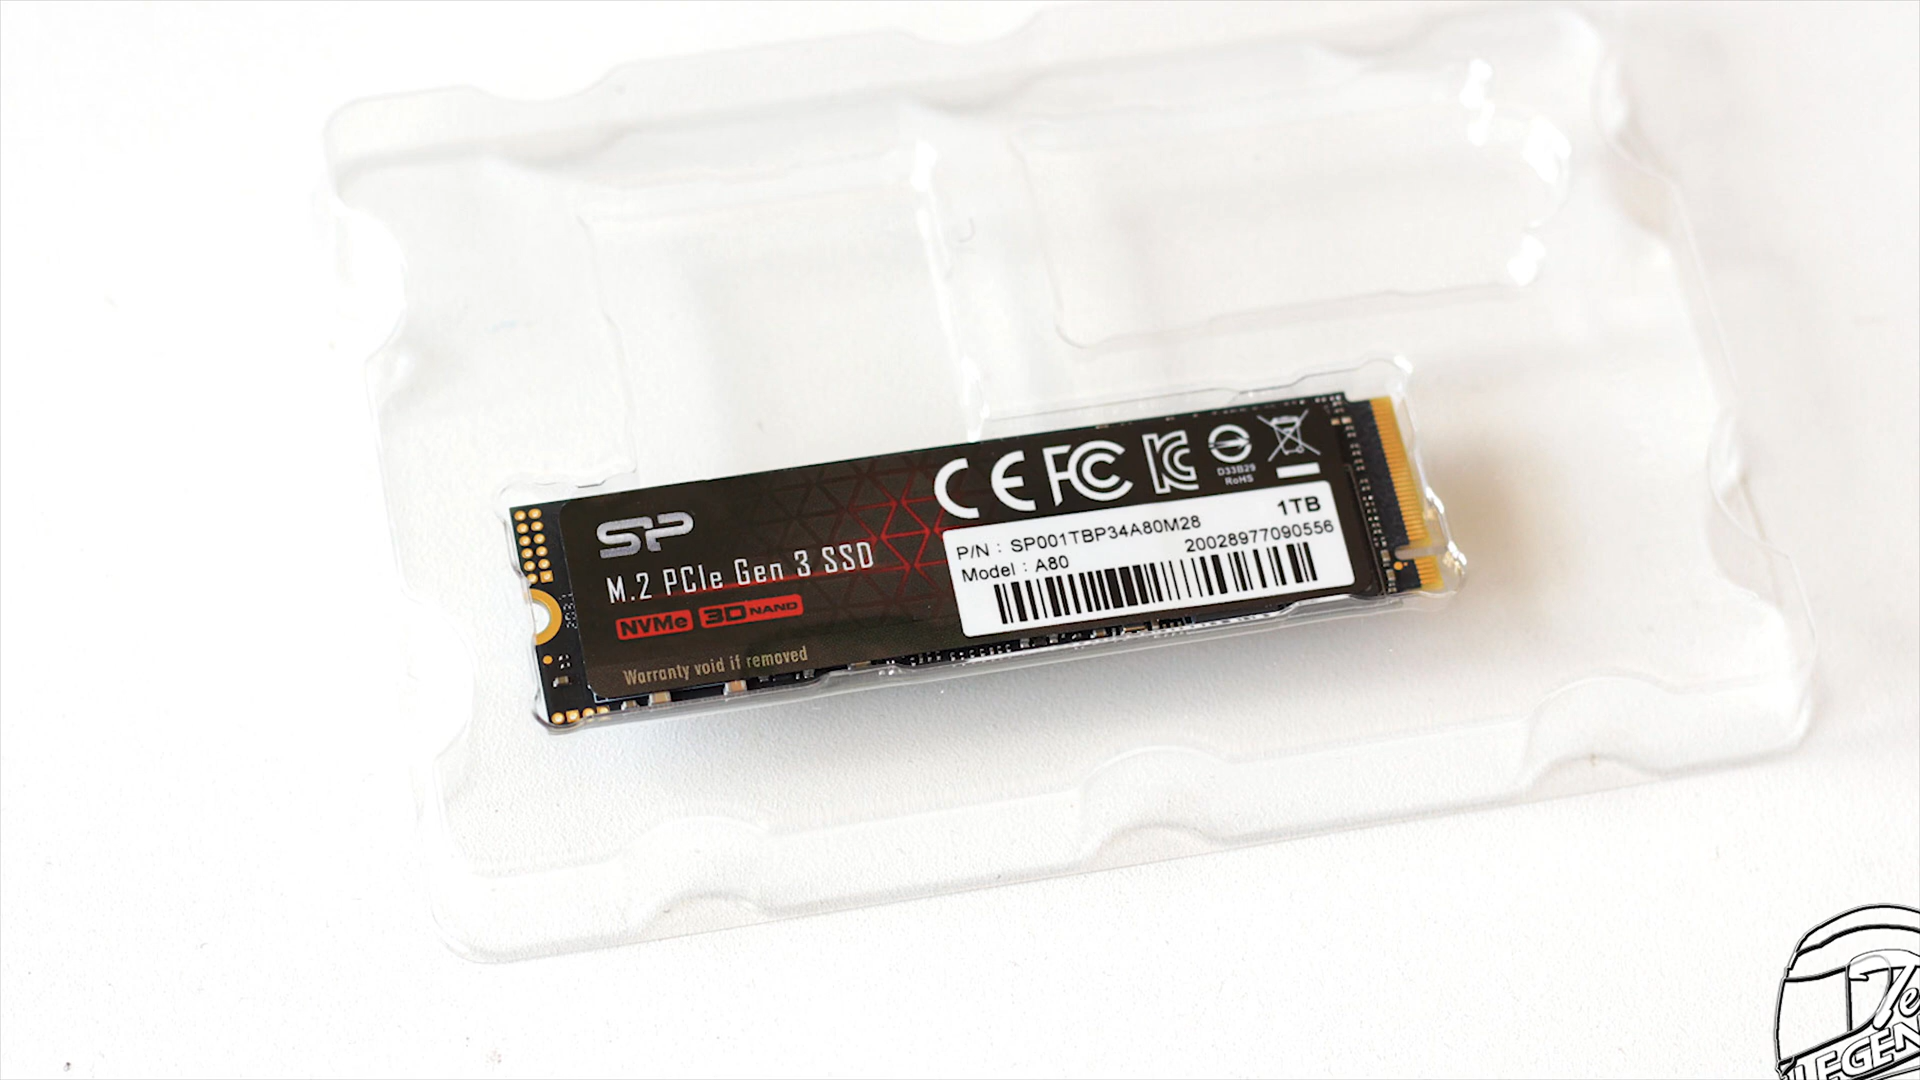 SP
M.2 PCIe Gen 3 SSD
NVMe 3D NAND
Warranty void if removed
CE FC
D33B29
RoHS
1TB
P/N : SP001TBP34A80M28
20028977090556
Model : A80